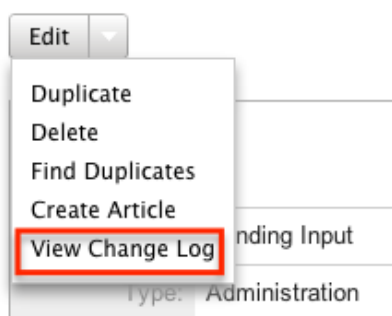 Edit
Duplicate
Delete
Find Duplicates
Create Article
View Change Log
nding Input
Type: Administration